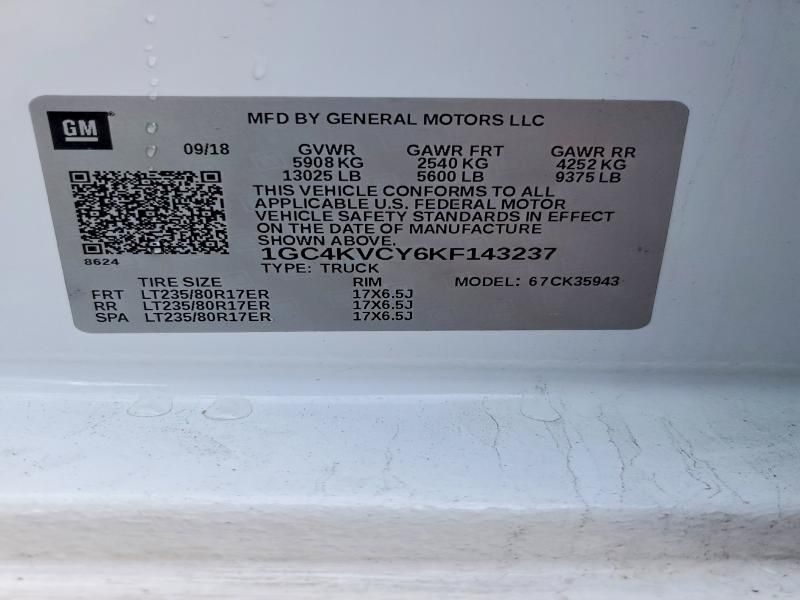 GM
MFD BY GENERAL MOTORS LLC
09/18 GVWR GAWR FRT GAWR RR
5908 KG 2540 KG 4252 KG
13025 LB 5600 LB 9375 LB
THIS VEHICLE CONFORMS TO ALL
APPLICABLE U.S. FEDERAL MOTOR
VEHICLE SAFETY STANDARDS IN EFFECT
ON THE DATE OF MANUFACTURE
SHOWN ABOVE.
8624
1GC4KVCY6KF143237
TYPE: TRUCK
TIRE SIZE RIM MODEL: 67CK35943
FRT LT235/80R17ER 17X6.5J
RR LT235/80R17ER 17X6.5J
SPA LT235/80R17ER 17X6.5J